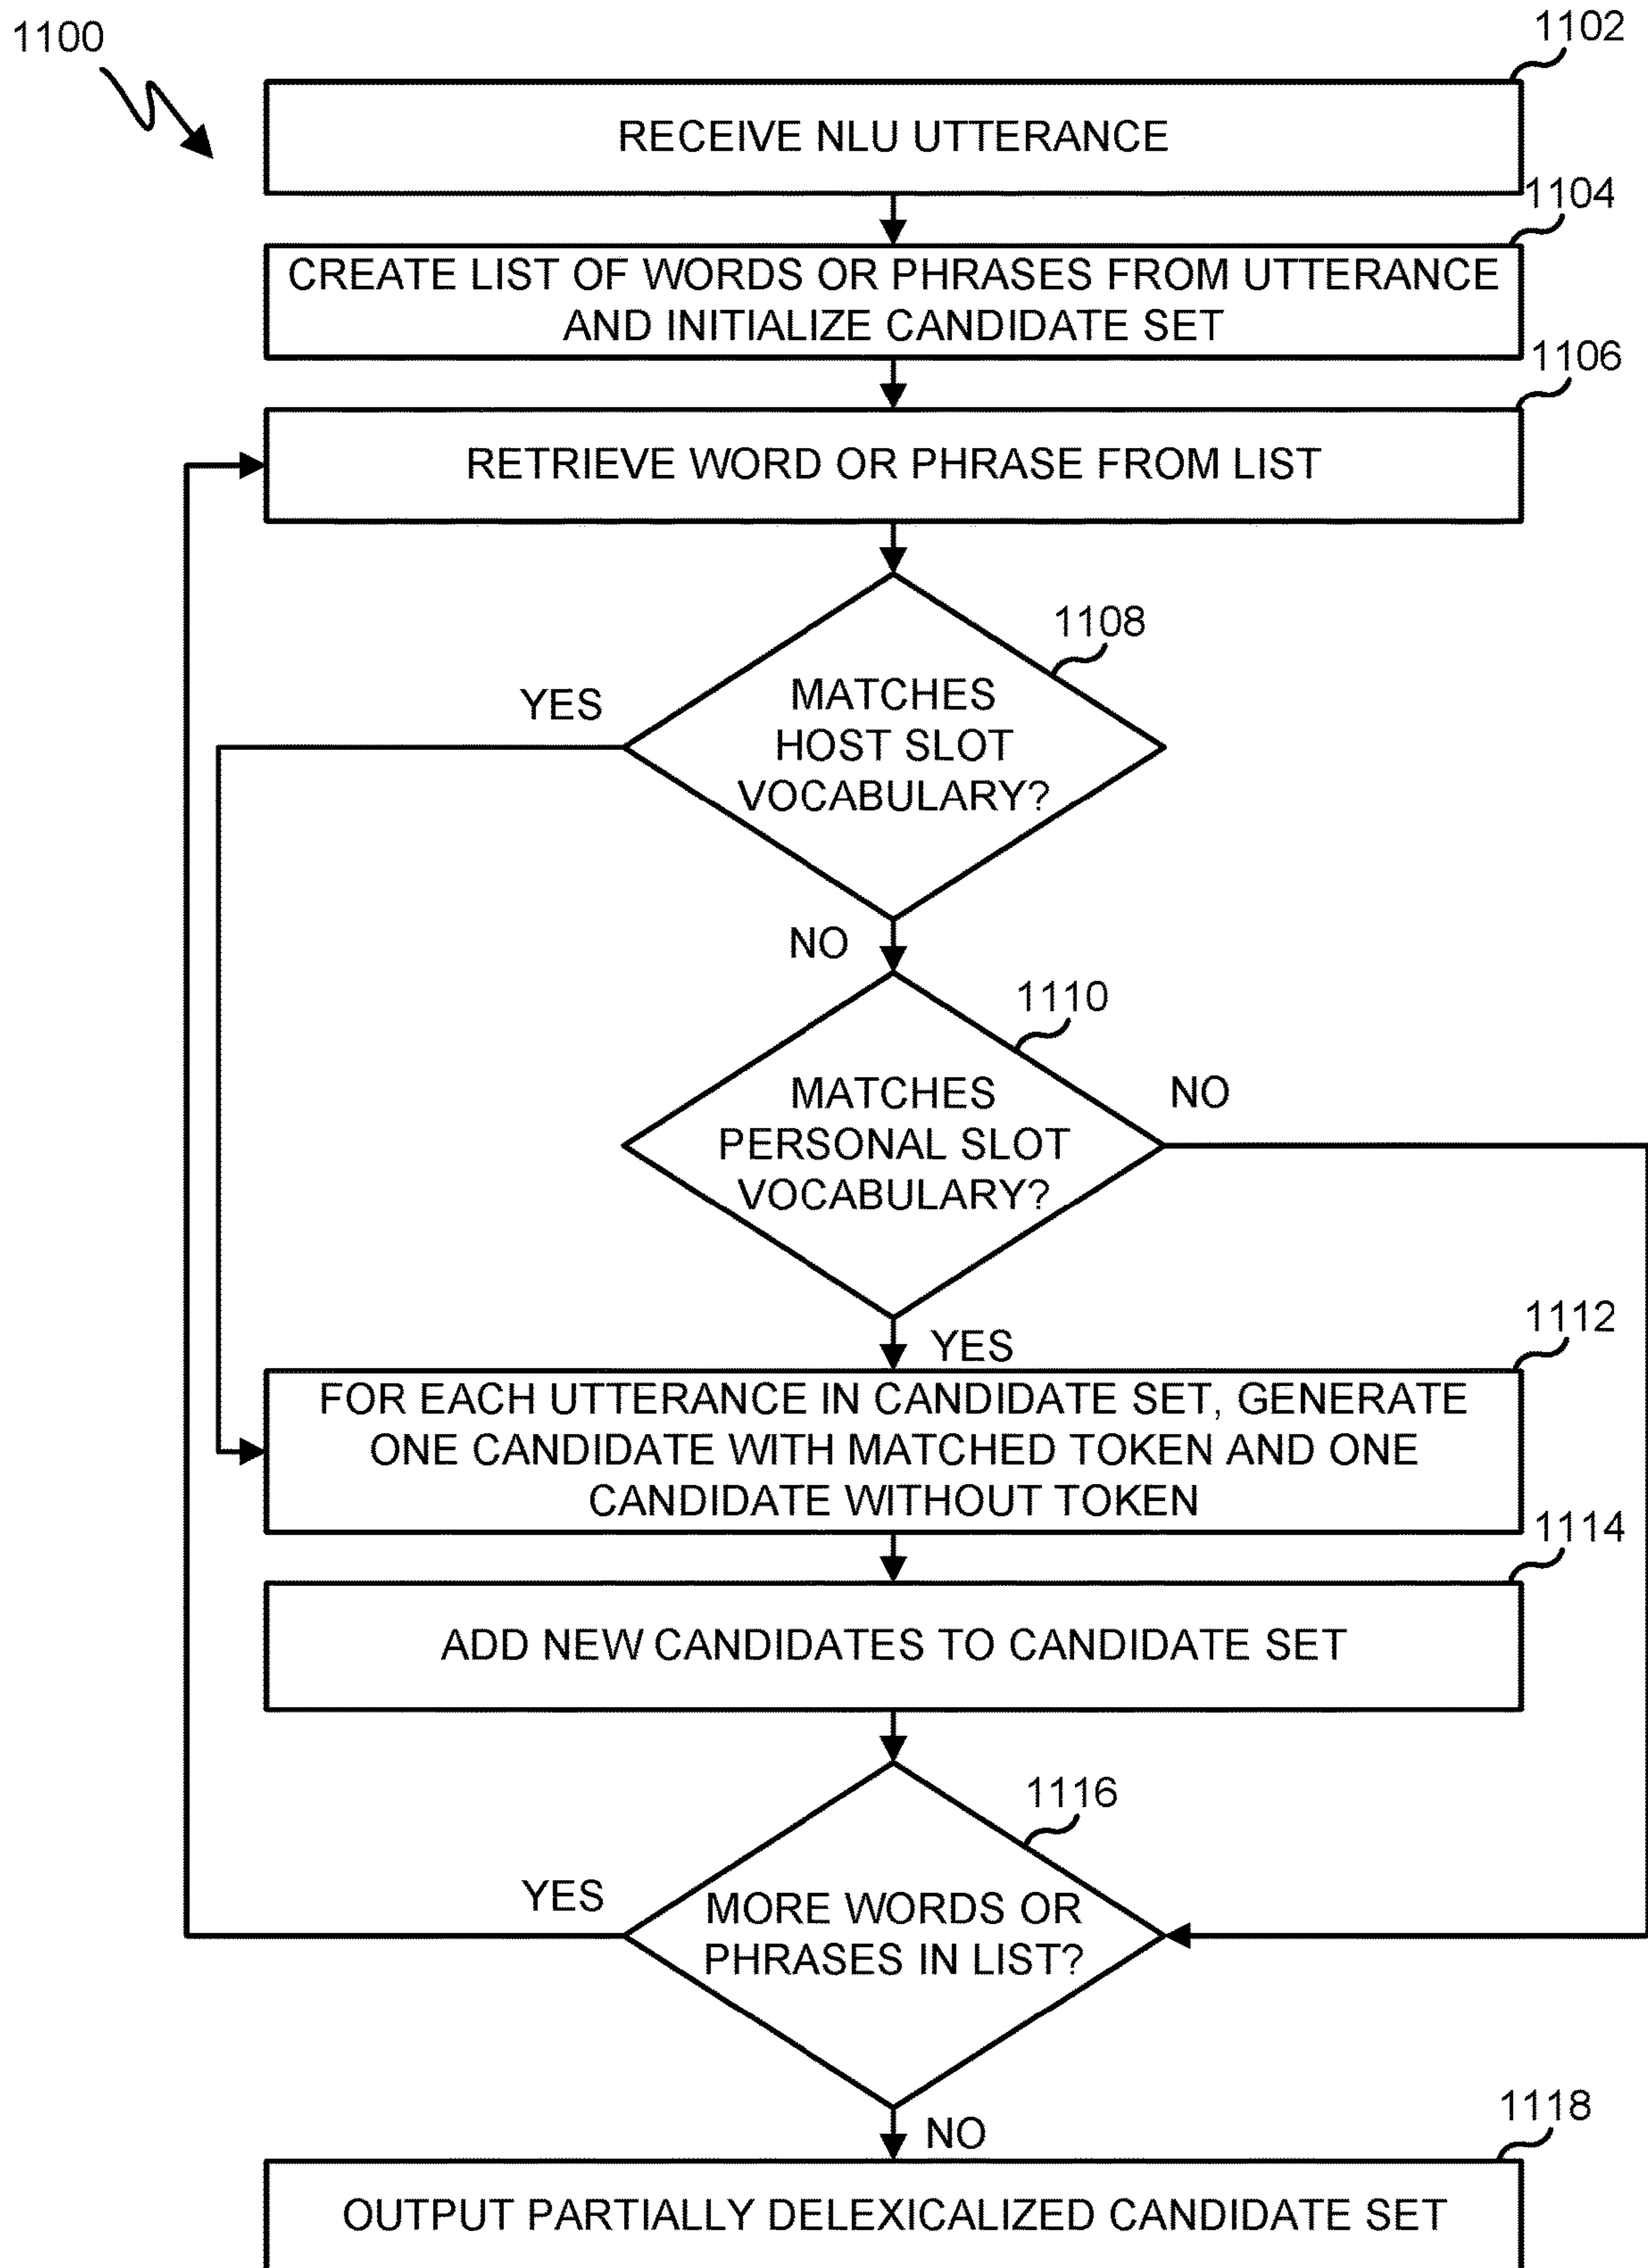 1100
1102
RECEIVE NLU UTTERANCE
1104
CREATE LIST OF WORDS OR PHRASES FROM UTTERANCE
AND INITIALIZE CANDIDATE SET
1106
RETRIEVE WORD OR PHRASE FROM LIST
1108
YES
MATCHES
HOST SLOT
VOCABULARY?
NO
1110
MATCHES
PERSONAL SLOT
VOCABULARY?
NO
YES
1112
FOR EACH UTTERANCE IN CANDIDATE SET, GENERATE
ONE CANDIDATE WITH MATCHED TOKEN AND ONE
CANDIDATE WITHOUT TOKEN
1114
ADD NEW CANDIDATES TO CANDIDATE SET
1116
YES
MORE WORDS OR
PHRASES IN LIST?
NO
1118
OUTPUT PARTIALLY DELEXICALIZED CANDIDATE SET